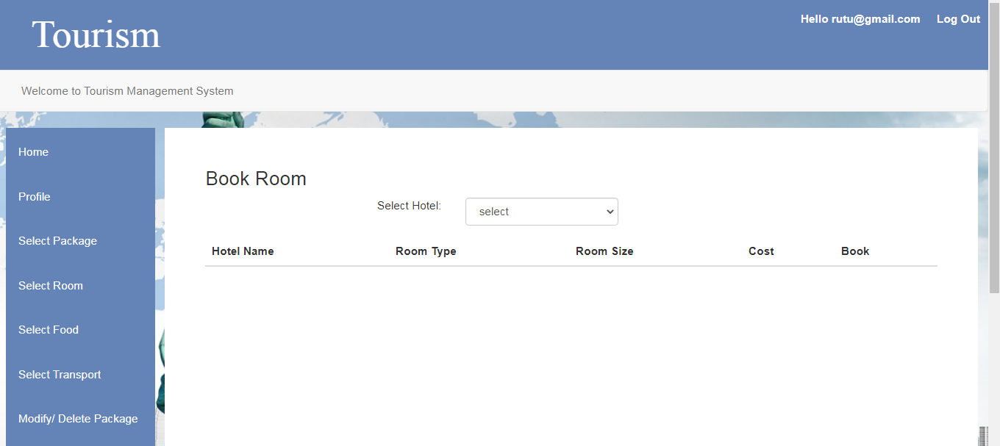 Tourism
Hello rutu@gmail.com Log Out
Welcome to Tourism Management System
Home
Profile
Select Package
Select Room
Select Food
Select Transport
Modify/ Delete Package
Book Room
Select Hotel: select
Hotel Name Room Type Room Size Cost Book